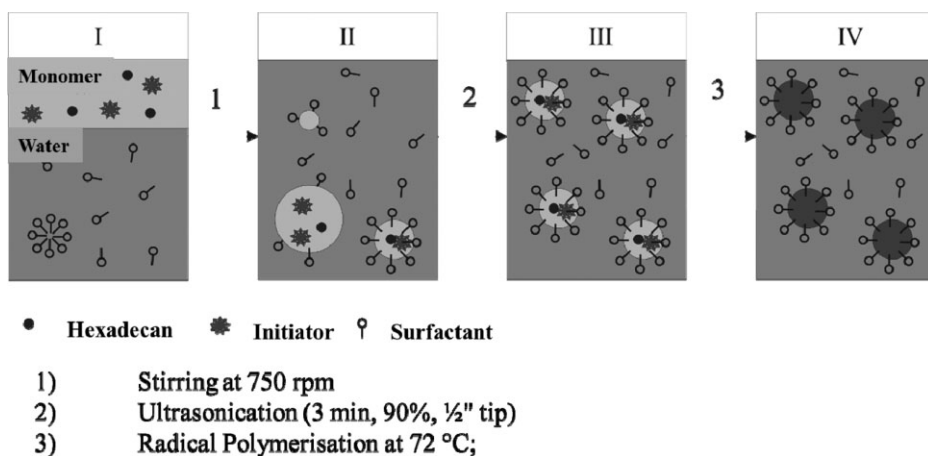 I II III IV
Monomer
1 2 3
Water
Hexadecan Initiator Surfactant
1) Stirring at 750 rpm
2) Ultrasonication (3 min, 90%, ½" tip)
3) Radical Polymerisation at 72 °C;